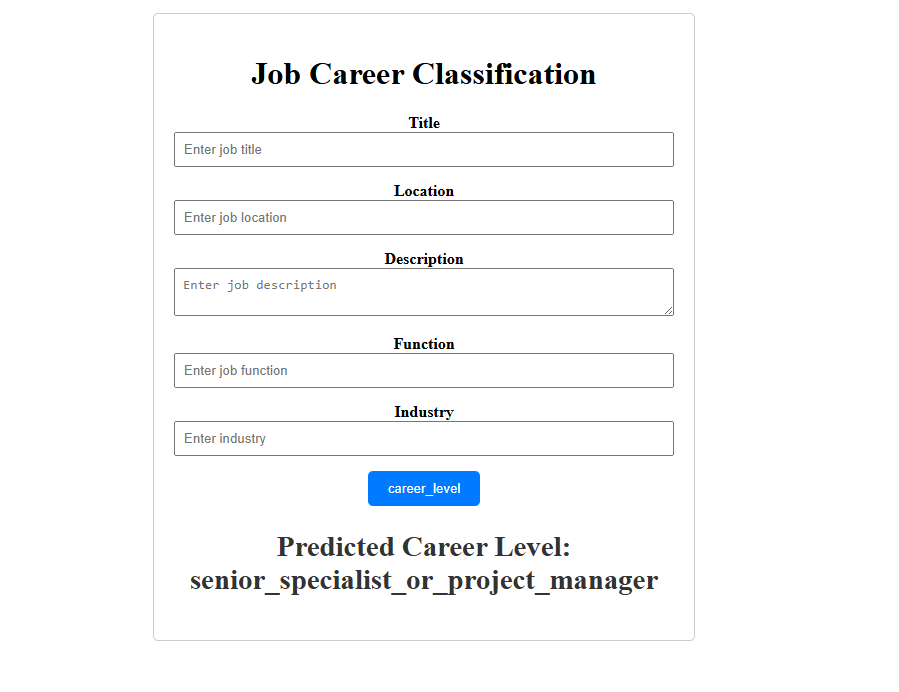 Job Career Classification
Title
Enter job title
Location
Enter job location
Description
Enter job description
Function
Enter job function
Industry
Enter industry
career_level
Predicted Career Level:
senior_specialist_or_project_manager